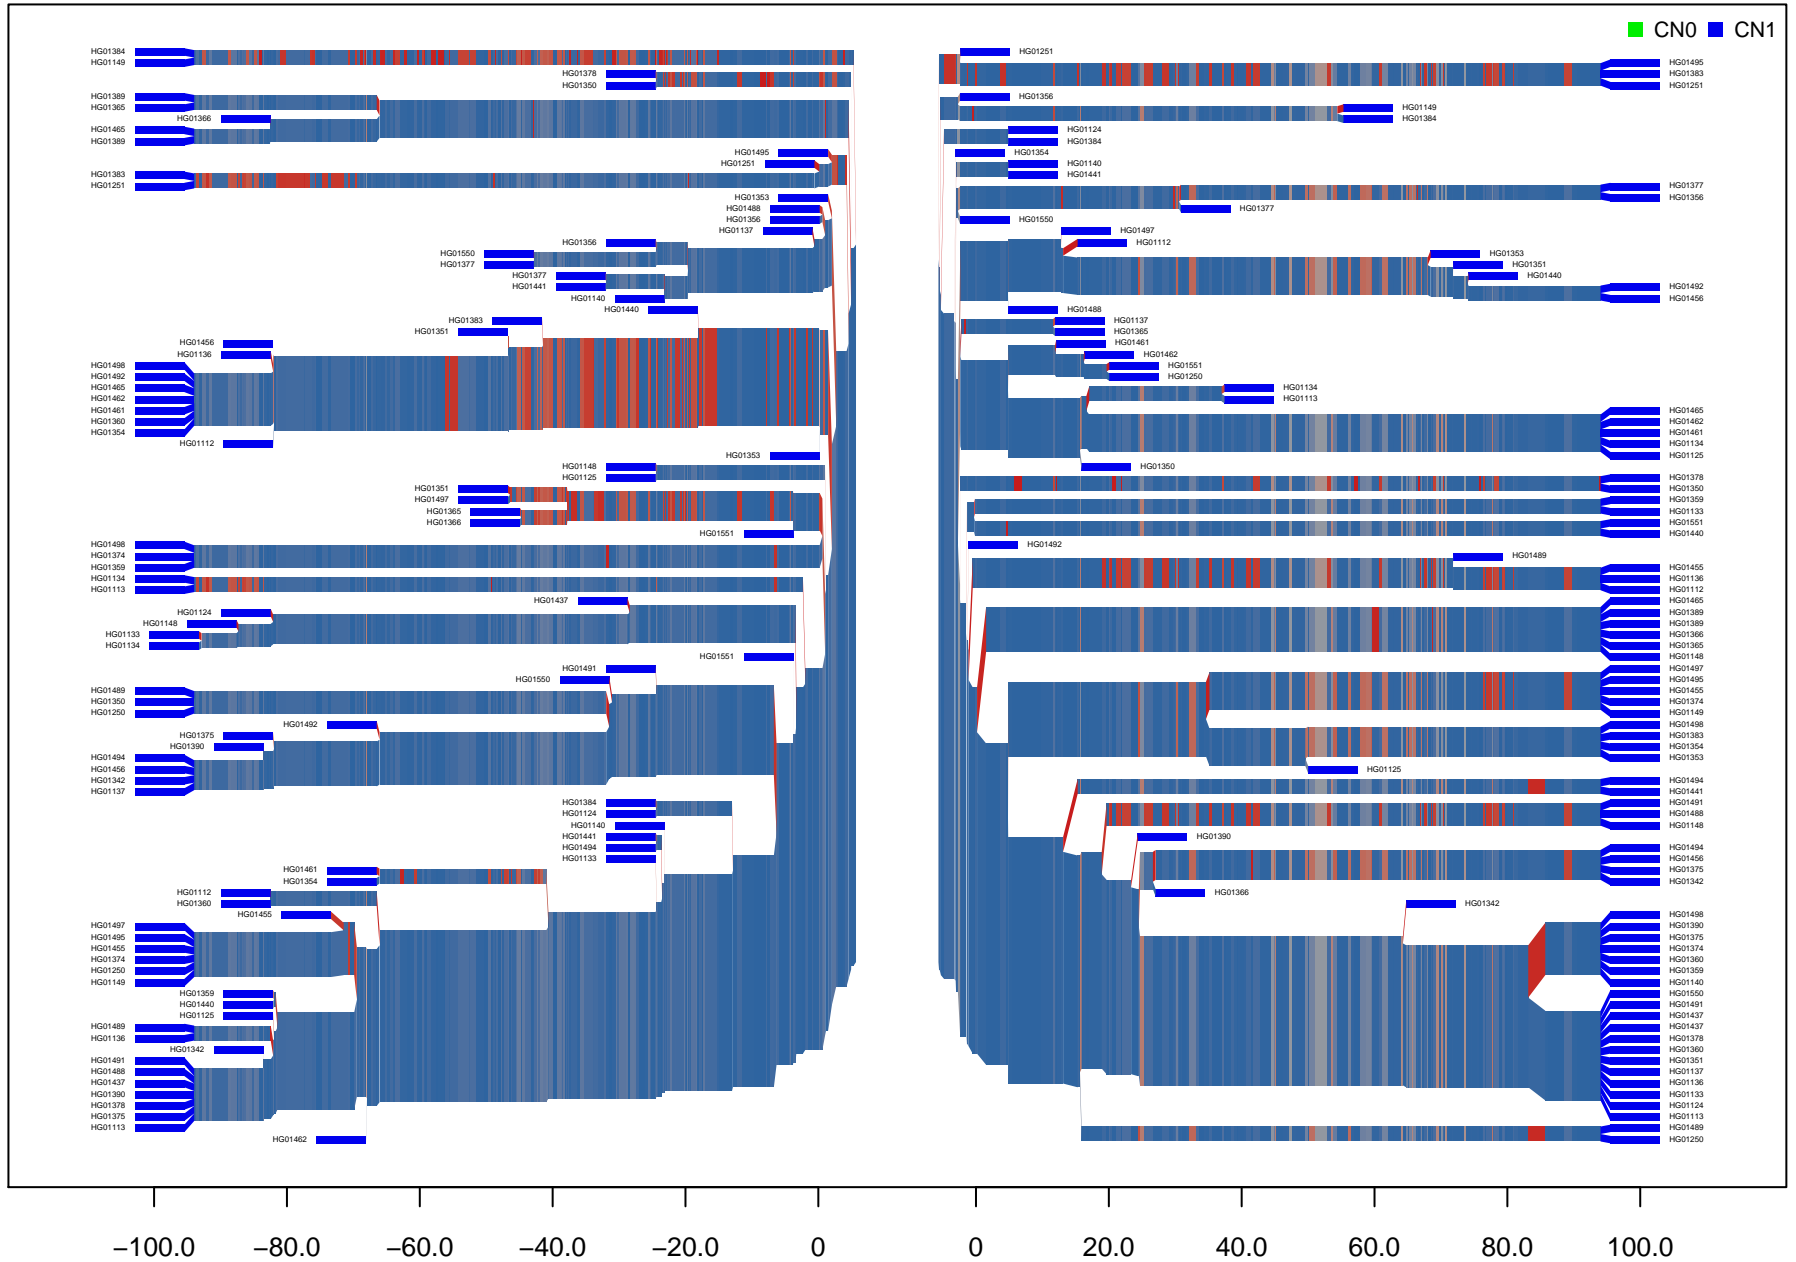 CN0 CN1
HG01384
HG01149
HG01378
HG01350
HG01389
HG01365
HG01366
HG01465
HG01389
HG01495
HG01251
HG01383
HG01251
HG01353
HG01488
HG01356
HG01137
HG01356
HG01550
HG01377
HG01377
HG01441
HG01140
HG01440
HG01383
HG01351
HG01456
HG01136
HG01498
HG01492
HG01465
HG01462
HG01461
HG01360
HG01354
HG01112
HG01353
HG01148
HG01125
HG01351
HG01497
HG01365
HG01366
HG01551
HG01498
HG01374
HG01359
HG01134
HG01113
HG01437
HG01124
HG01148
HG01133
HG01134
HG01551
HG01491
HG01550
HG01489
HG01350
HG01250
HG01492
HG01375
HG01390
HG01494
HG01456
HG01342
HG01137
HG01384
HG01124
HG01140
HG01441
HG01494
HG01133
HG01461
HG01354
HG01112
HG01360
HG01455
HG01497
HG01495
HG01455
HG01374
HG01250
HG01149
HG01359
HG01440
HG01125
HG01489
HG01136
HG01342
HG01491
HG01488
HG01437
HG01390
HG01378
HG01375
HG01113
HG01462
HG01251
HG01495
HG01383
HG01251
HG01356
HG01149
HG01384
HG01124
HG01384
HG01354
HG01140
HG01441
HG01377
HG01356
HG01377
HG01550
HG01497
HG01112
HG01353
HG01351
HG01440
HG01492
HG01456
HG01488
HG01137
HG01365
HG01461
HG01462
HG01551
HG01250
HG01134
HG01113
HG01465
HG01462
HG01461
HG01134
HG01125
HG01350
HG01378
HG01350
HG01359
HG01133
HG01551
HG01440
HG01492
HG01489
HG01455
HG01136
HG01112
HG01465
HG01389
HG01389
HG01366
HG01365
HG01148
HG01497
HG01495
HG01455
HG01374
HG01149
HG01498
HG01383
HG01354
HG01353
HG01125
HG01494
HG01441
HG01491
HG01488
HG01148
HG01390
HG01494
HG01456
HG01375
HG01342
HG01366
HG01342
HG01498
HG01390
HG01375
HG01374
HG01360
HG01359
HG01140
HG01550
HG01491
HG01437
HG01437
HG01378
HG01360
HG01351
HG01137
HG01136
HG01133
HG01124
HG01113
HG01489
HG01250
−100.0 −80.0 −60.0 −40.0 −20.0 0 0 20.0 40.0 60.0 80.0 100.0